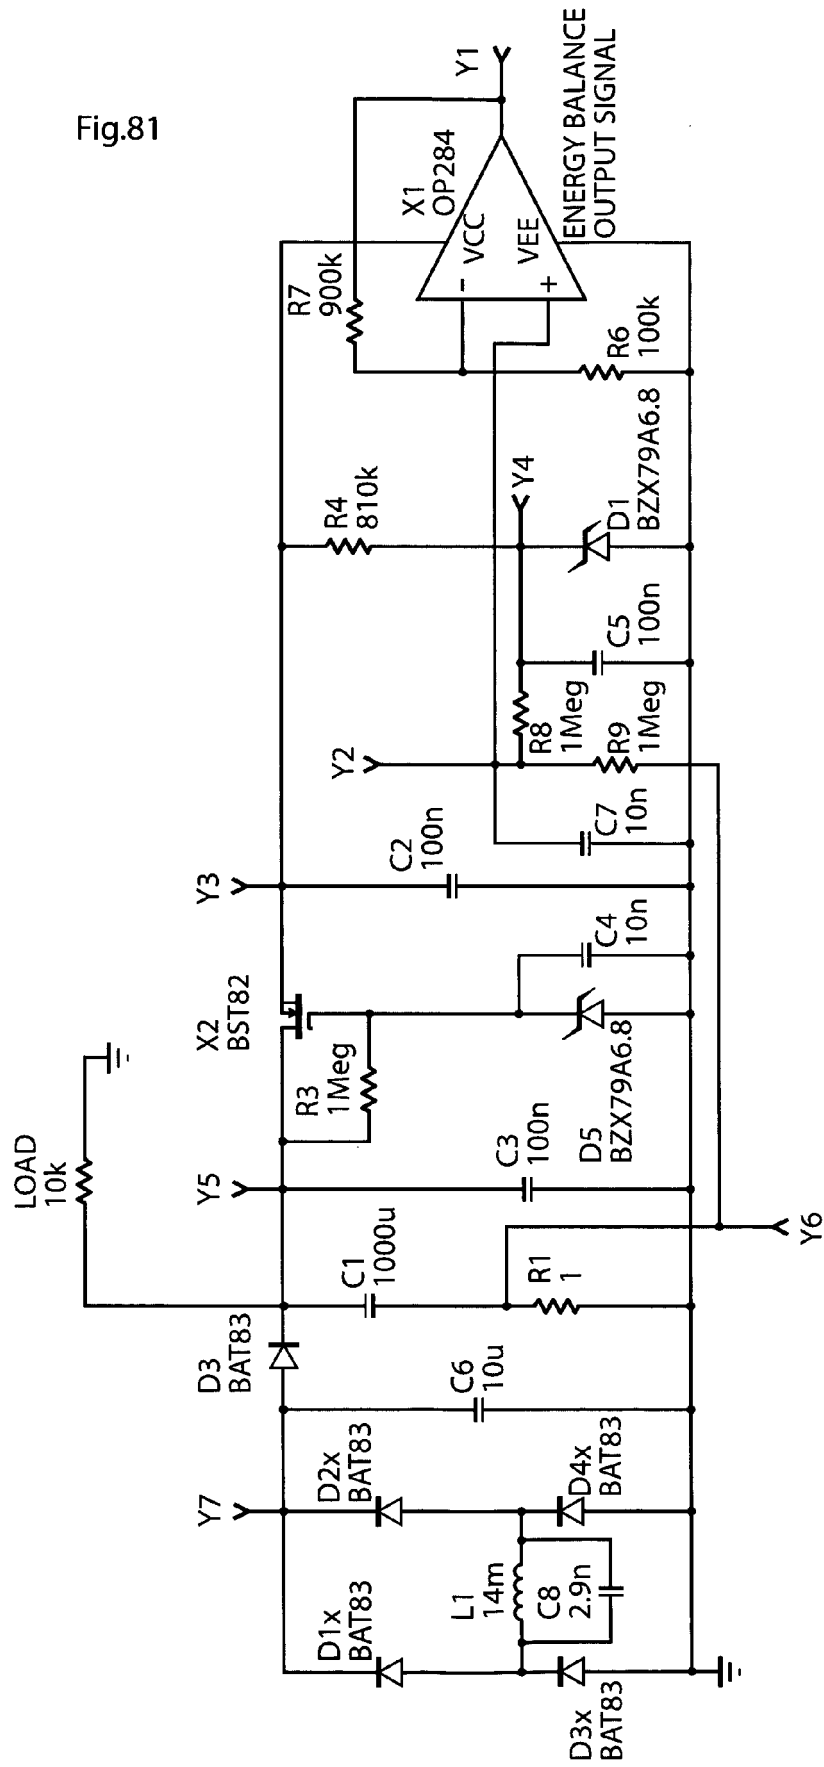 Fig.81
LOAD
10k
D1x
BAT83
D2x
BAT83
D3x
BAT83
D4x
BAT83
L1
14m
C8
2.9n
Y7
C6
10u
D3
BAT83
C1
1000u
R1
1
Y6
Y5
C3
100n
R3
1Meg
X2
BST82
D5
BZX79A6.8
C4
10n
Y3
C2
100n
C7
10n
Y2
R8
1Meg
R9
1Meg
C5
100n
R4
810k
Y4
D1
BZX79A6.8
R7
900k
R6
100k
X1
OP284
VCC
VEE
-
+
Y1
ENERGY BALANCE
OUTPUT SIGNAL